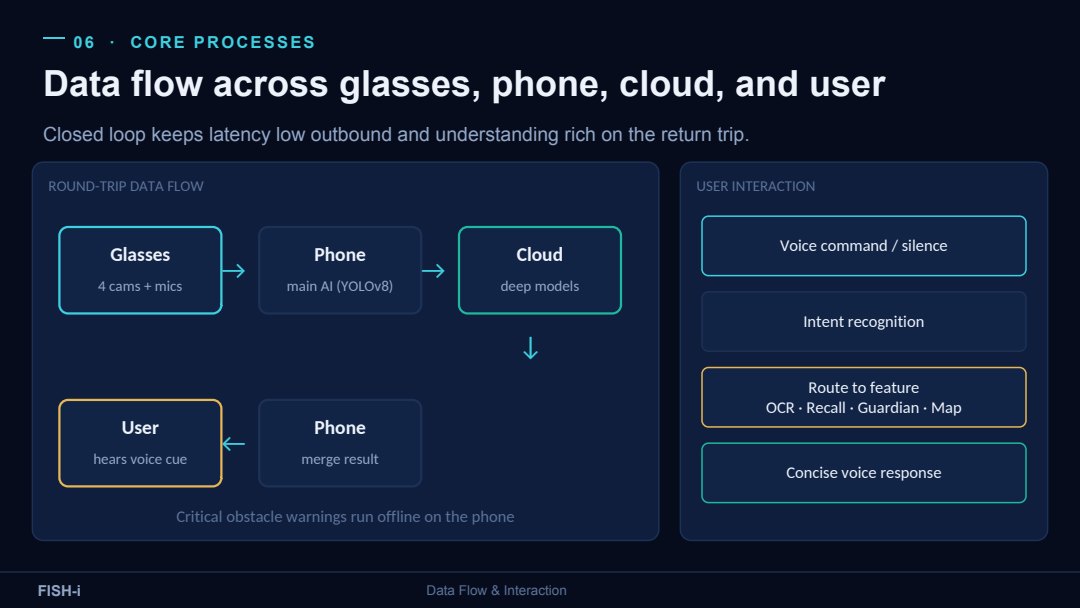 06 · CORE PROCESSES
Data flow across glasses, phone, cloud, and user
Closed loop keeps latency low outbound and understanding rich on the return trip.
ROUND-TRIP DATA FLOW
Glasses
4 cams + mics
→
Phone
main AI (YOLOv8)
→
Cloud
deep models
↓
User
hears voice cue
←
Phone
merge result
Critical obstacle warnings run offline on the phone
USER INTERACTION
Voice command / silence
Intent recognition
Route to feature
OCR · Recall · Guardian · Map
Concise voice response
FISH-i
Data Flow & Interaction